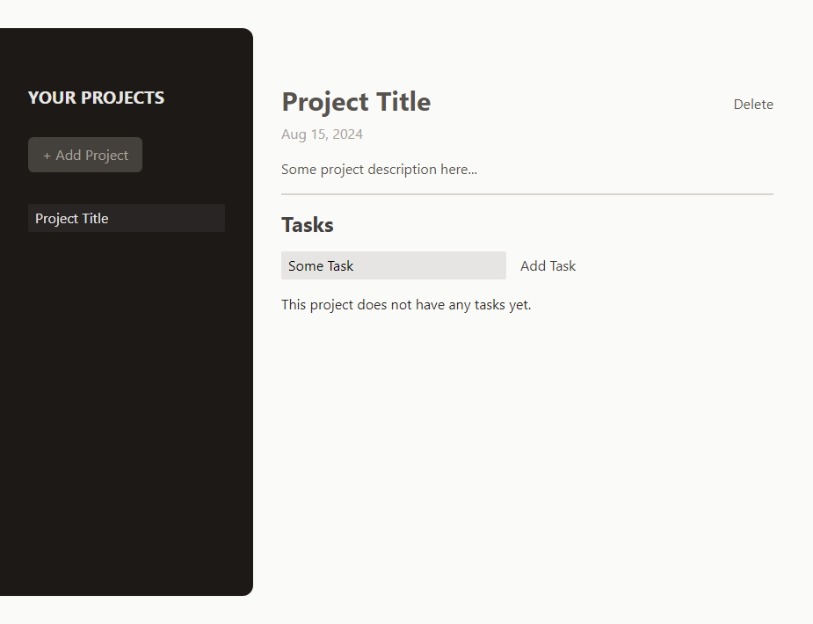 YOUR PROJECTS
+ Add Project
Project Title
Project Title
Delete
Aug 15, 2024
Some project description here...
Tasks
Some Task
Add Task
This project does not have any tasks yet.